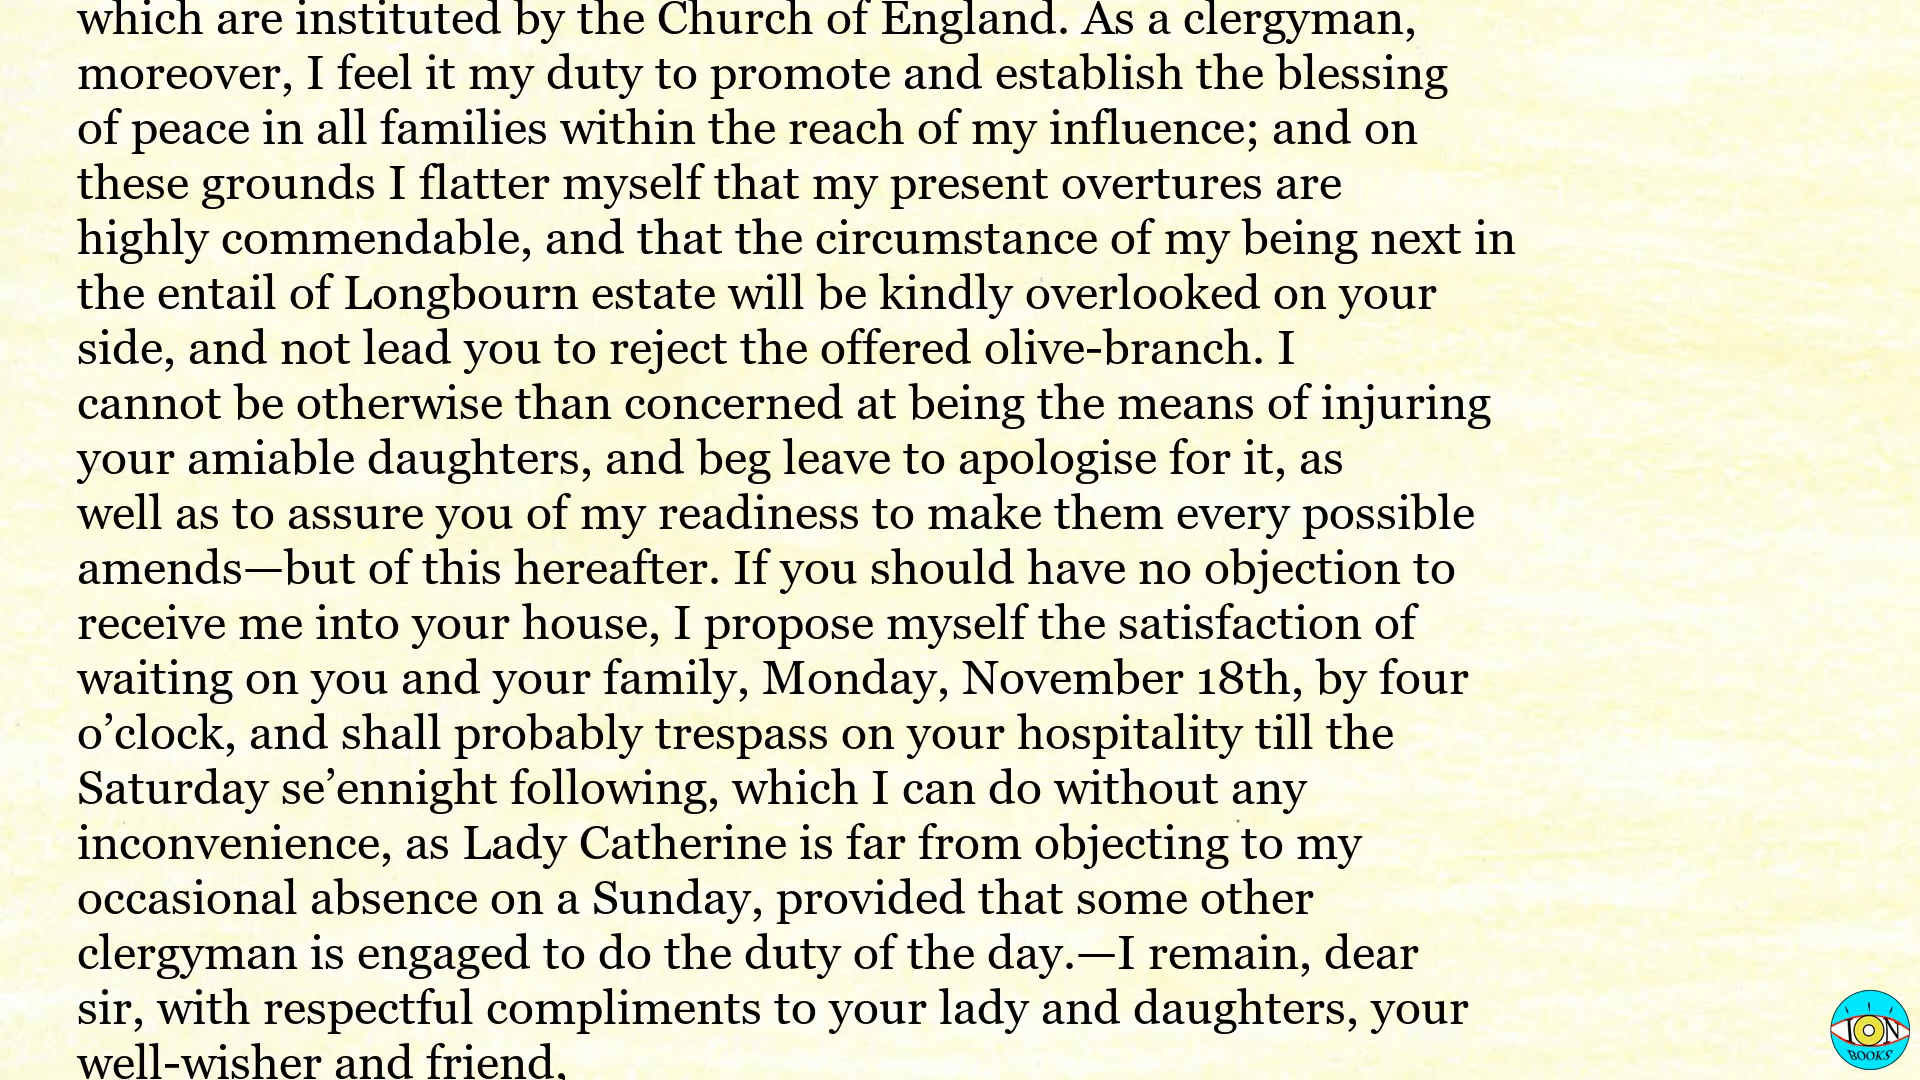 which are instituted by the Church of England. As a clergyman,
moreover, I feel it my duty to promote and establish the blessing
of peace in all families within the reach of my influence; and on
these grounds I flatter myself that my present overtures are
highly commendable, and that the circumstance of my being next in
the entail of Longbourn estate will be kindly overlooked on your
side, and not lead you to reject the offered olive-branch. I
cannot be otherwise than concerned at being the means of injuring
your amiable daughters, and beg leave to apologise for it, as
well as to assure you of my readiness to make them every possible
amends—but of this hereafter. If you should have no objection to
receive me into your house, I propose myself the satisfaction of
waiting on you and your family, Monday, November 18th, by four
o’clock, and shall probably trespass on your hospitality till the
Saturday se’ennight following, which I can do without any
inconvenience, as Lady Catherine is far from objecting to my
occasional absence on a Sunday, provided that some other
clergyman is engaged to do the duty of the day.—I remain, dear
sir, with respectful compliments to your lady and daughters, your
well-wisher and friend,
ION
BOOKS